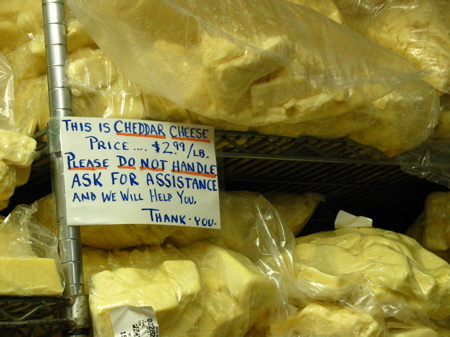 THIS IS CHEDDAR CHEESE
PRICE .... $2.99/LB.
PLEASE DO NOT HANDLE
ASK FOR ASSISTANCE
AND WE WILL HELP YOU
THANK-YOU.